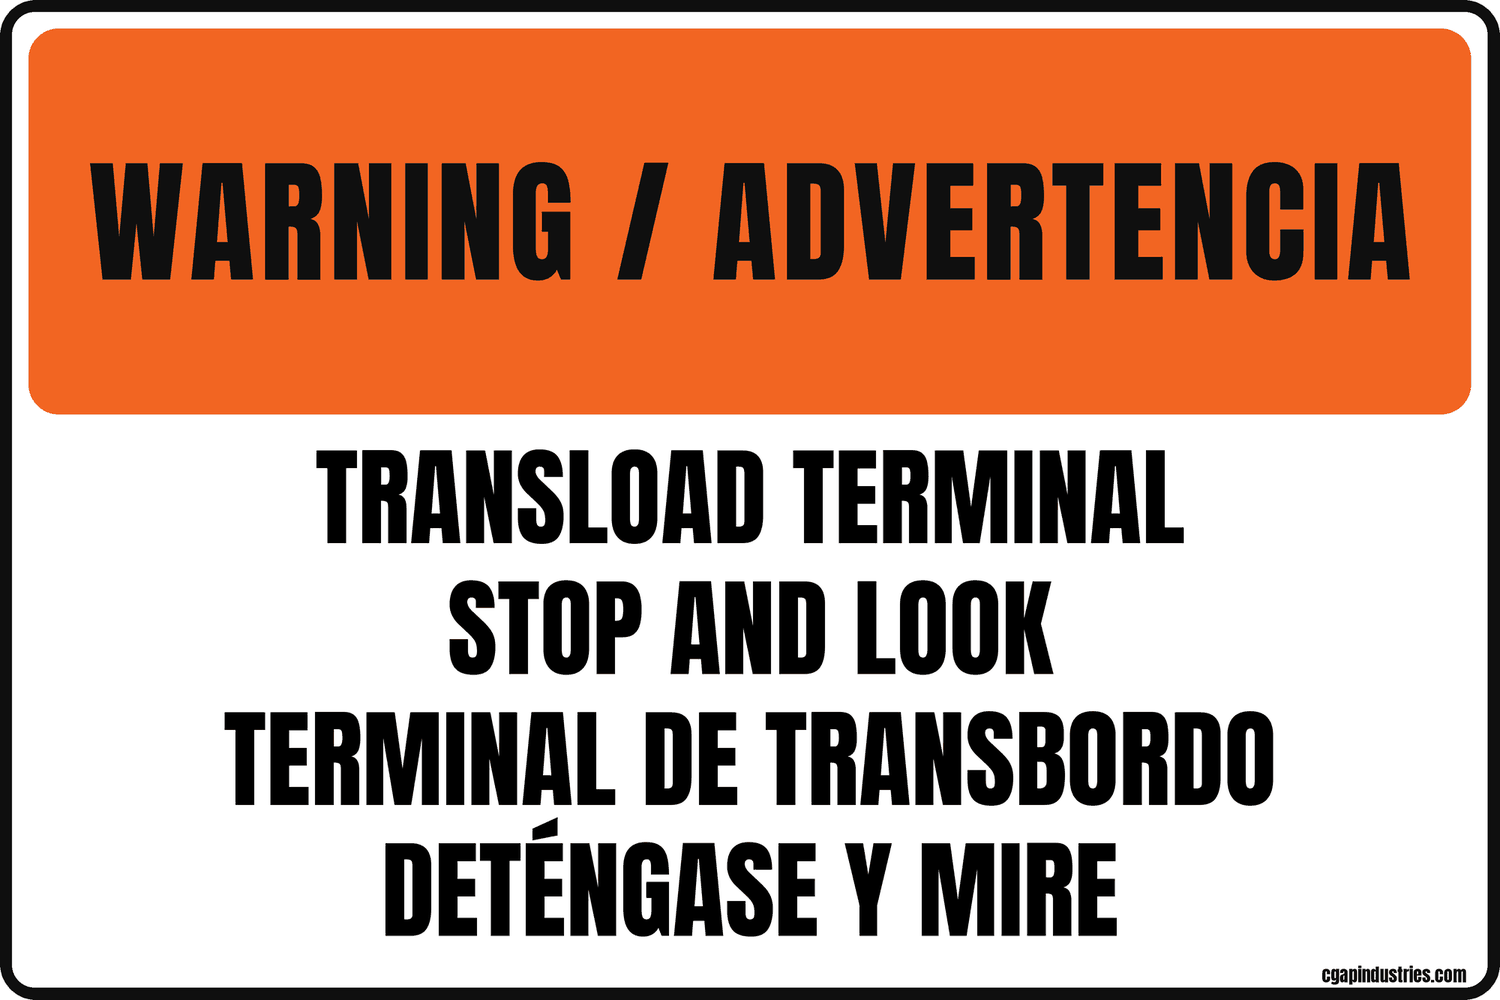 WARNING / ADVERTENCIA
TRANSLOAD TERMINAL
STOP AND LOOK
TERMINAL DE TRANSBORDO
DETÉNGASE Y MIRE
cgapindustries.com